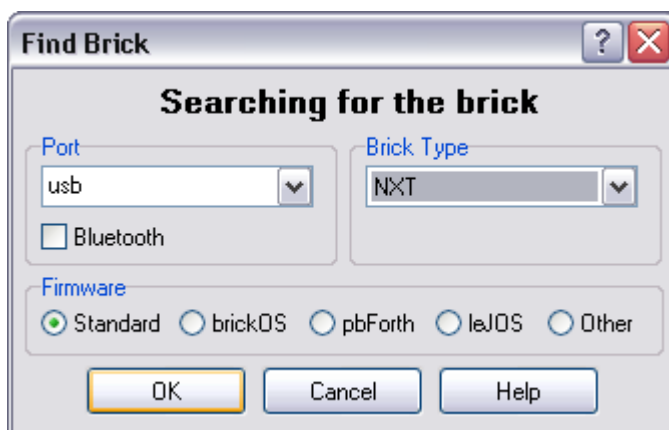 Find Brick
Searching for the brick
Port
Brick Type
usb
NXT
Bluetooth
Firmware
Standard brickOS pbForth leJOS Other
OK Cancel Help